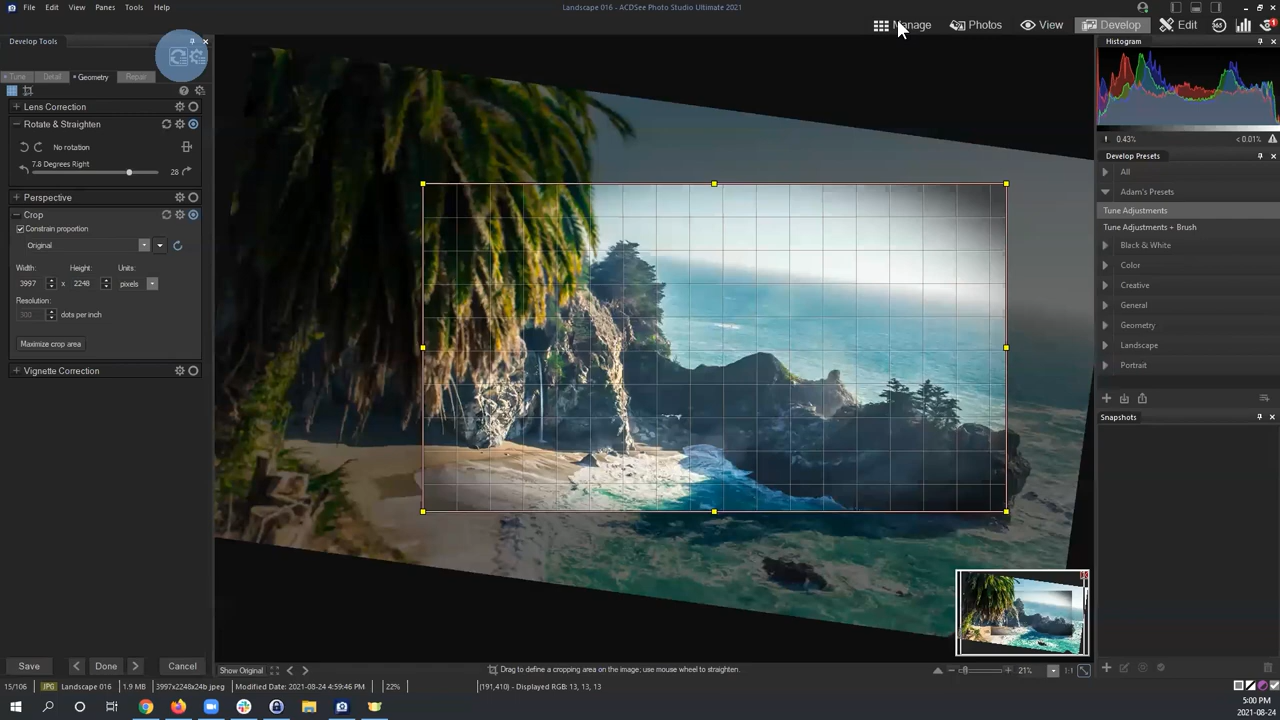 File Edit View Panes Tools Help
Landscape 016 - ACDSee Photo Studio Ultimate 2021
Manage Photos View Develop Edit 365
Develop Tools
Tune Detail Geometry Repair
Lens Correction
Rotate & Straighten
No rotation
7.8 Degrees Right
28
Perspective
Crop
Constrain proportion
Original
Width: Height: Units:
3997 x 2248 pixels
Resolution:
300 dots per inch
Maximize crop area
Vignette Correction
Histogram
0.43% < 0.01%
Develop Presets
All
Adam's Presets
Tune Adjustments
Tune Adjustments + Brush
Black & White
Color
Creative
General
Geometry
Landscape
Portrait
Snapshots
Save Done Cancel
Show Original
Drag to define a cropping area on the image; use mouse wheel to straighten.
21% 1:1
15/106 JPG Landscape 016 1.9 MB 3997x2248x24b jpeg Modified Date: 2021-08-24 4:59:46 PM 22% [191,410) - Displayed RGB: 13, 13, 13
5:00 PM
2021-08-24